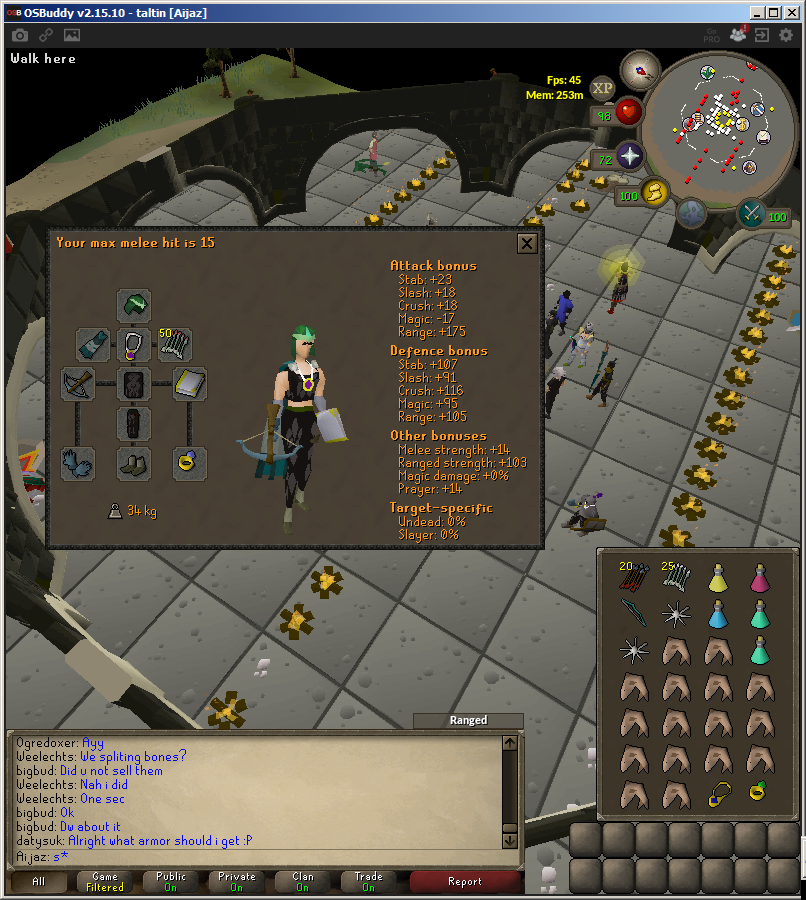 OSBuddy v2.15.10 - taltin [Aijaz]
Go PRO
Walk here
Fps: 45
Mem: 253m
XP
98
72
100
100
Your max melee hit is 15
50
34 kg
Attack bonus
Stab: +23
Slash: +18
Crush: +18
Magic: -17
Range: +175
Defence bonus
Stab: +107
Slash: +91
Crush: +116
Magic: +95
Range: +105
Other bonuses
Melee strength: +14
Ranged strength: +103
Magic damage: +0%
Prayer: +14
Target-specific
Undead: 0%
Slayer: 0%
20
25
Ranged
Ogredoxer: Ayy
Weelechts: We spliting bones?
bigbud: Did u not sell them
Weelechts: Nah i did
Weelechts: One sec
bigbud: Ok
bigbud: Dw about it
datysuk: Alright what armor should i get :P
Aijaz: s*
All
Game
Filtered
Public
On
Private
On
Clan
On
Trade
On
Report